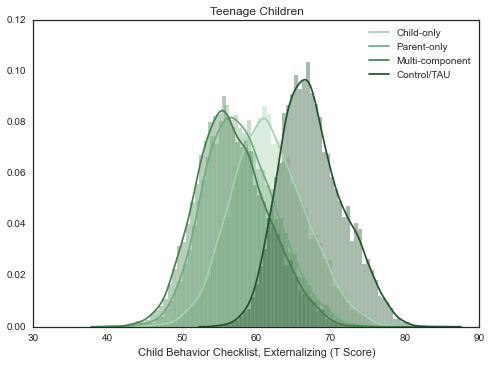 Teenage Children
0.12
0.10
0.08
0.06
0.04
0.02
0.00
Child-only
Parent-only
Multi-component
Control/TAU
30 40 50 60 70 80 90
Child Behavior Checklist, Externalizing (T Score)